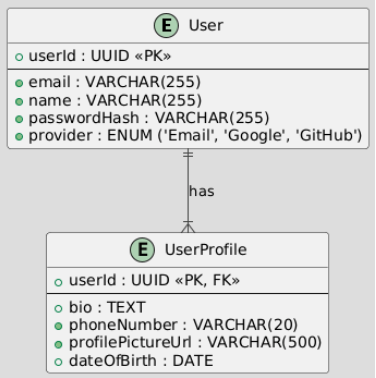 E User
userId : UUID «PK»
email : VARCHAR(255)
name : VARCHAR(255)
passwordHash : VARCHAR(255)
provider : ENUM ('Email', 'Google', 'GitHub')
has
E UserProfile
userId : UUID «PK, FK»
bio : TEXT
phoneNumber : VARCHAR(20)
profilePictureUrl : VARCHAR(500)
dateOfBirth : DATE